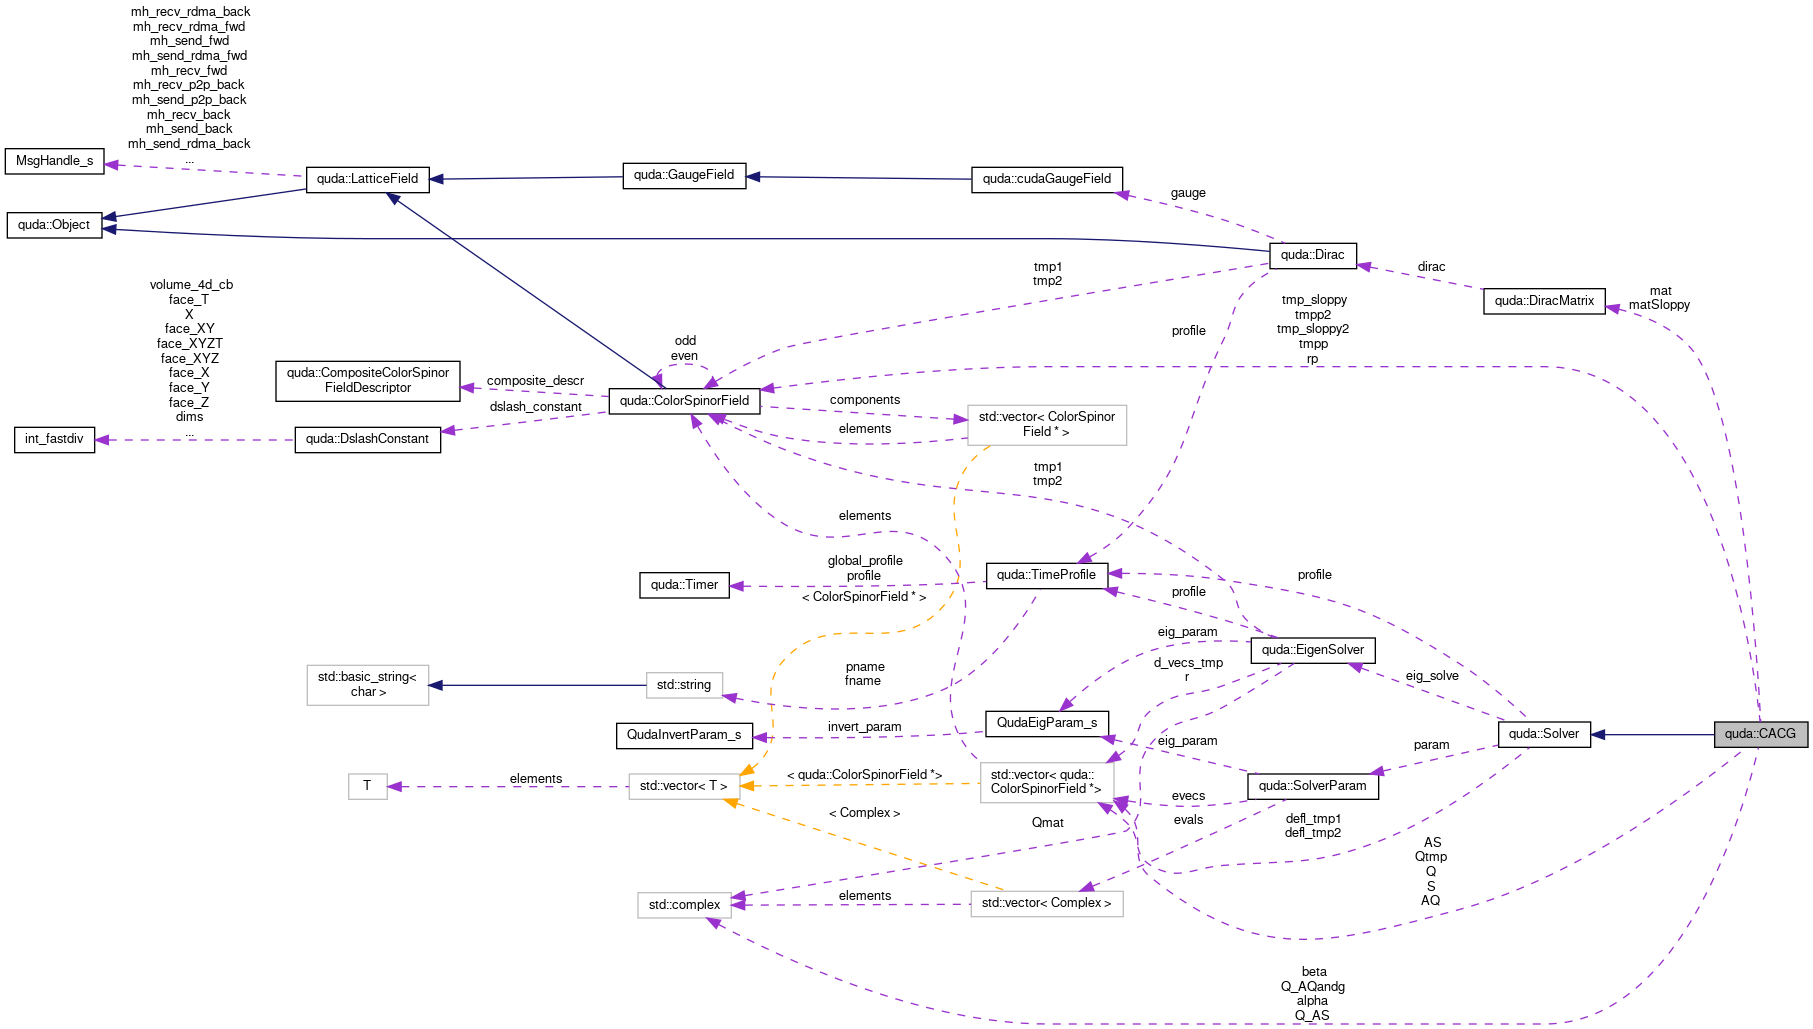 mh_recv_rdma_back
mh_recv_rdma_fwd
mh_send_fwd
mh_send_rdma_fwd
mh_recv_fwd
mh_recv_p2p_back
mh_send_p2p_back
mh_recv_back
mh_send_back
mh_send_rdma_back
...
MsgHandle_s
quda::LatticeField
quda::GaugeField
quda::cudaGaugeField
gauge
quda::Object
quda::Dirac
dirac
quda::DiracMatrix
mat
matSloppy
tmp1
tmp2
volume_4d_cb
face_T
X
face_XY
face_XYZT
face_XYZ
face_X
face_Y
face_Z
dims
...
tmp_sloppy
tmpp2
tmp_sloppy2
tmpp
rp
profile
odd
even
quda::CompositeColorSpinor
FieldDescriptor
composite_descr
quda::ColorSpinorField
components
std::vector< ColorSpinor
Field * >
elements
dslash_constant
int_fastdiv
quda::DslashConstant
tmp1
tmp2
elements
global_profile
profile
quda::Timer
quda::TimeProfile
profile
profile
< ColorSpinorField * >
eig_param
quda::EigenSolver
d_vecs_tmp
r
eig_solve
pname
fname
std::basic_string<
char >
std::string
QudaInvertParam_s
invert_param
QudaEigParam_s
eig_param
param
quda::Solver
quda::CACG
T
elements
std::vector< T >
< quda::ColorSpinorField *>
std::vector< quda::
ColorSpinorField *>
evecs
quda::SolverParam
< Complex >
Qmat
evals
defl_tmp1
defl_tmp2
AS
Qtmp
Q
S
AQ
std::complex
elements
std::vector< Complex >
beta
Q_AQandg
alpha
Q_AS